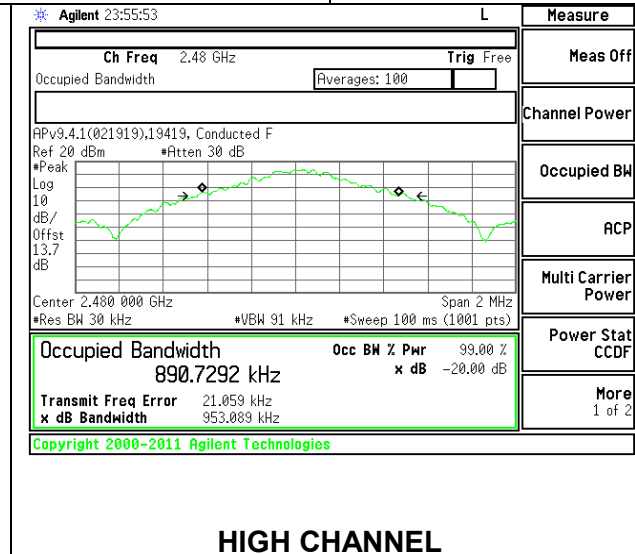 Agilent 23:55:53 L Measure
Ch Freq 2.48 GHz Trig Free
Meas Off
Occupied Bandwidth Averages: 100
Channel Power
APv9.4.1(021919),19419, Conducted F
Ref 20 dBm #Atten 30 dB
#Peak
Occupied BW
Log
10
dB/
ACP
Offst
13.7
dB
Multi Carrier
Power
Center 2.480 000 GHz Span 2 MHz
#Res BW 30 kHz #VBW 91 kHz #Sweep 100 ms (1001 pts)
Power Stat
CCDF
Occupied Bandwidth Occ BW % Pwr 99.00 %
890.7292 kHz x dB -20.00 dB
Transmit Freq Error 21.059 kHz
x dB Bandwidth 953.089 kHz
More
1 of 2
Copyright 2000-2011 Agilent Technologies
HIGH CHANNEL